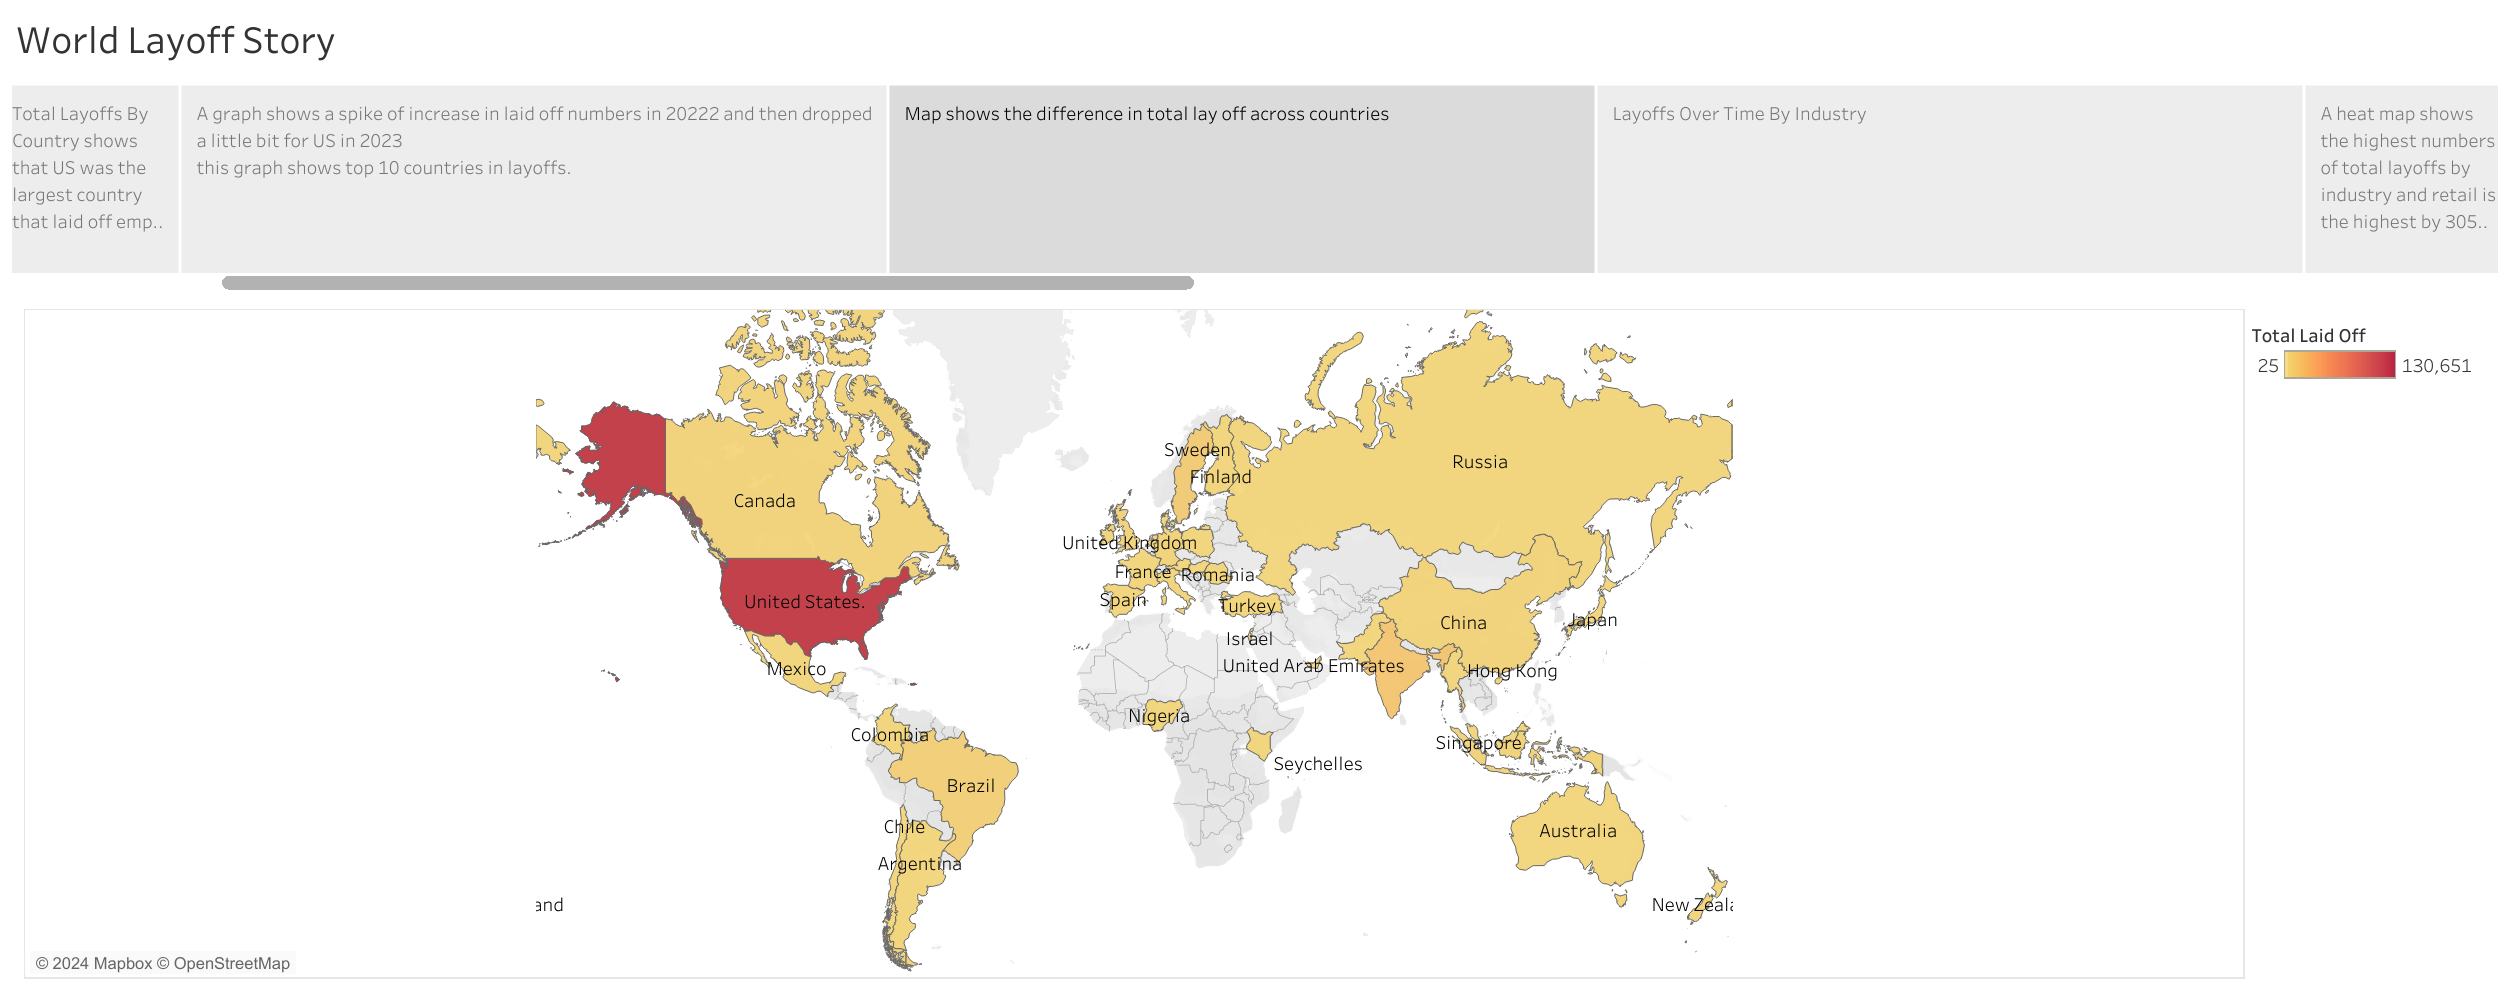 World Layoff Story
Total Layoffs By
Country shows
that US was the
largest country
that laid off emp..
A graph shows a spike of increase in laid off numbers in 20222 and then dropped
a little bit for US in 2023
this graph shows top 10 countries in layoffs.
Map shows the difference in total lay off across countries
Layoffs Over Time By Industry
A heat map shows
the highest numbers
of total layoffs by
industry and retail is
the highest by 305..
Total Laid Off
25 130,651
Sweden
Russia
Finland
Canada
United Kingdom
France
Romania
Spain
United States.
Turkey
China
Japan
Israel
Mexico
United Arab Emirates
Hong Kong
Nigeria
Colombia
Singapore
Seychelles
Brazil
Chile
Australia
Argentina
and
New Zeala
© 2024 Mapbox © OpenStreetMap